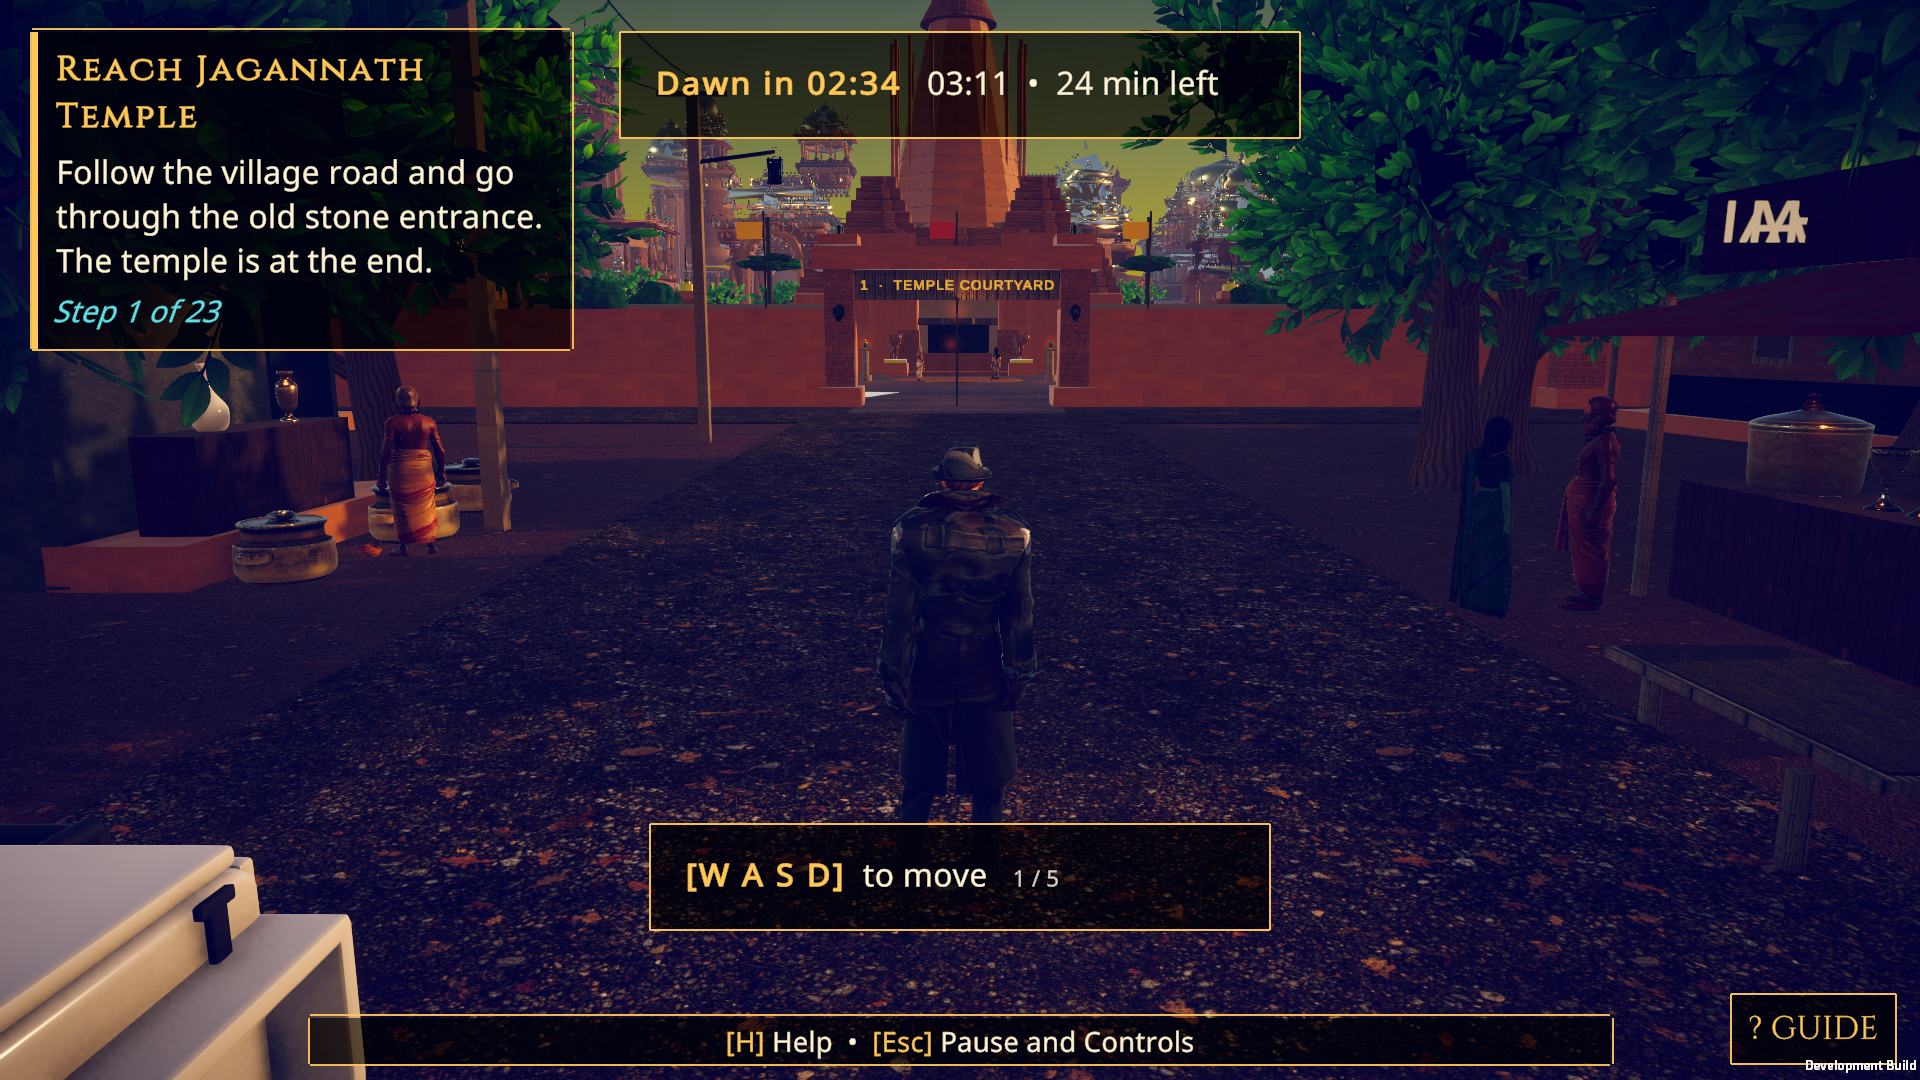 REACH JAGANNATH
TEMPLE
Follow the village road and go
through the old stone entrance.
The temple is at the end.
Step 1 of 23
Dawn in 02:34 03:11 • 24 min left
1 · TEMPLE COURTYARD
[W A S D] to move 1 / 5
[H] Help • [Esc] Pause and Controls
? GUIDE
Development Build